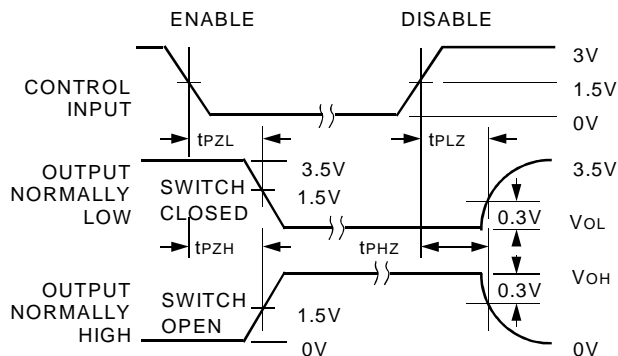 ENABLE
DISABLE
CONTROL
INPUT
3V
1.5V
0V
tPZL
tPLZ
OUTPUT
NORMALLY
LOW
SWITCH
CLOSED
3.5V
1.5V
3.5V
0.3V
VOL
tPZH
tPHZ
OUTPUT
NORMALLY
HIGH
SWITCH
OPEN
1.5V
0V
VOH
0.3V
0V